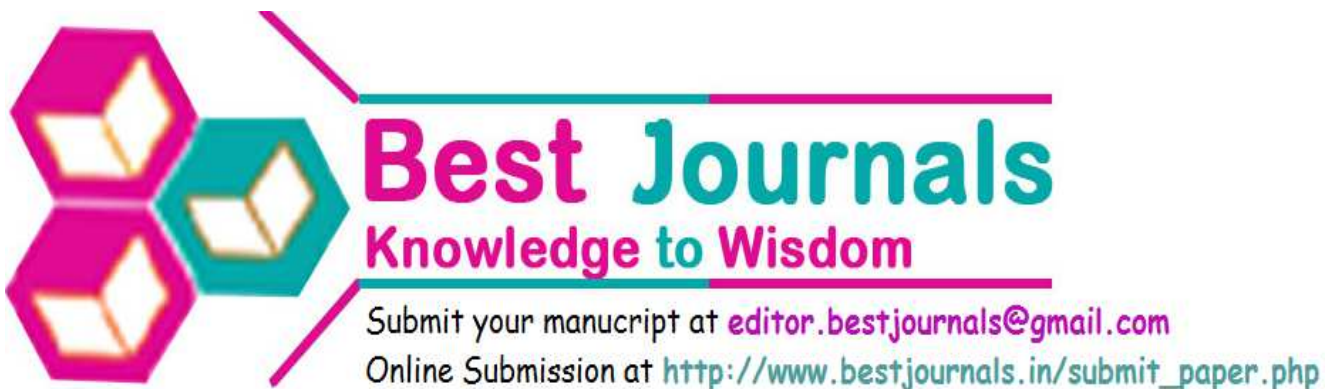 Best Journals
Knowledge to Wisdom
Submit your manucript at editor.bestjournals@gmail.com
Online Submission at http://www.bestjournals.in/submit_paper.php